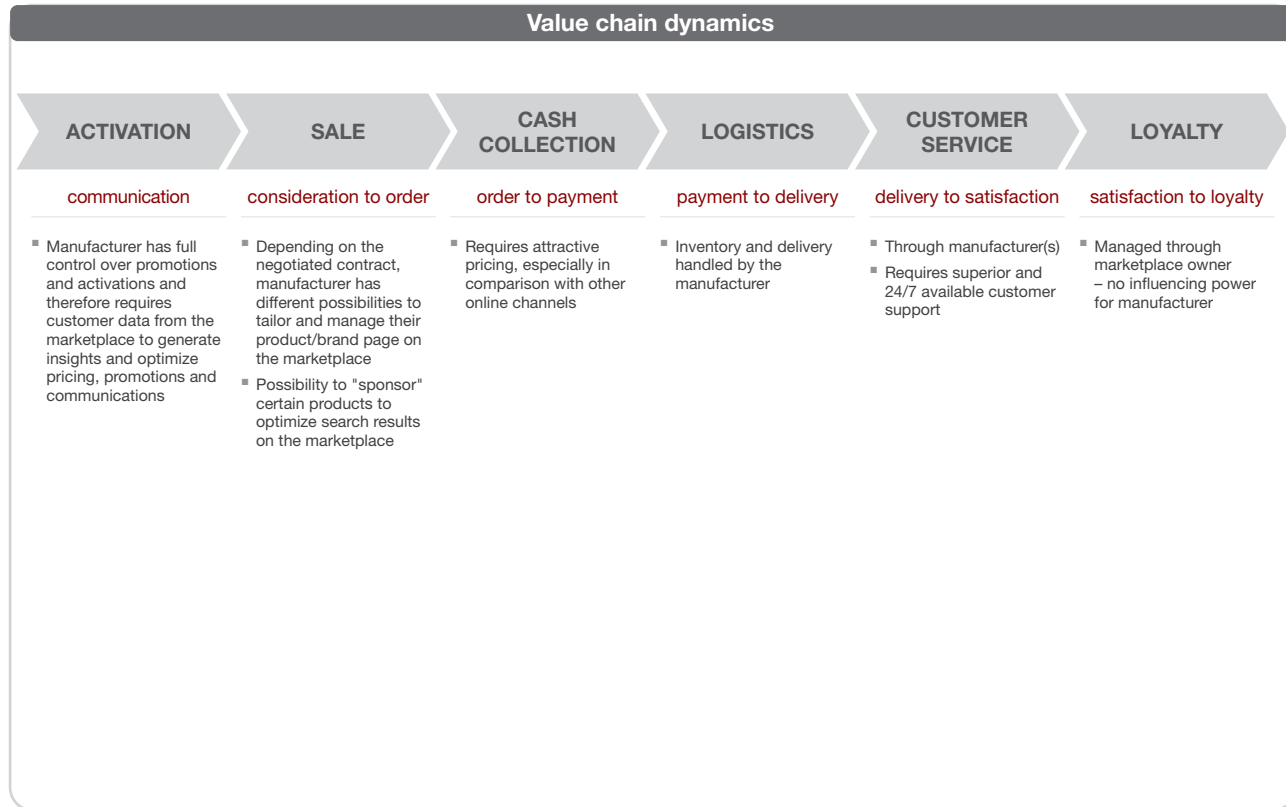 Value chain dynamics
ACTIVATION
SALE
CASH
COLLECTION
LOGISTICS
CUSTOMER
SERVICE
LOYALTY
communication
consideration to order
order to payment
payment to delivery
delivery to satisfaction
satisfaction to loyalty
▪ Manufacturer has full
control over promotions
and activations and
therefore requires
customer data from the
marketplace to generate
insights and optimize
pricing, promotions and
communications
▪ Depending on the
negotiated contract,
manufacturer has
different possibilities to
tailor and manage their
product/brand page on
the marketplace
▪ Possibility to "sponsor"
certain products to
optimize search results
on the marketplace
▪ Requires attractive
pricing, especially in
comparison with other
online channels
▪ Inventory and delivery
handled by the
manufacturer
▪ Through manufacturer(s)
▪ Requires superior and
24/7 available customer
support
▪ Managed through
marketplace owner
– no influencing power
for manufacturer